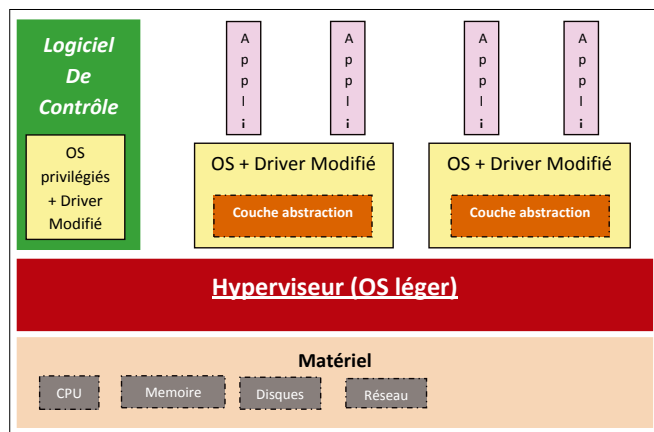 Logiciel
De
Contrôle
OS
privilégiés
+ Driver
Modifié
A
p
p
l
i
A
p
p
l
i
OS + Driver Modifié
Couche abstraction
A
p
p
l
i
A
p
p
l
i
OS + Driver Modifié
Couche abstraction
Hyperviseur (OS léger)
Matériel
CPU
Memoire
Disques
Réseau